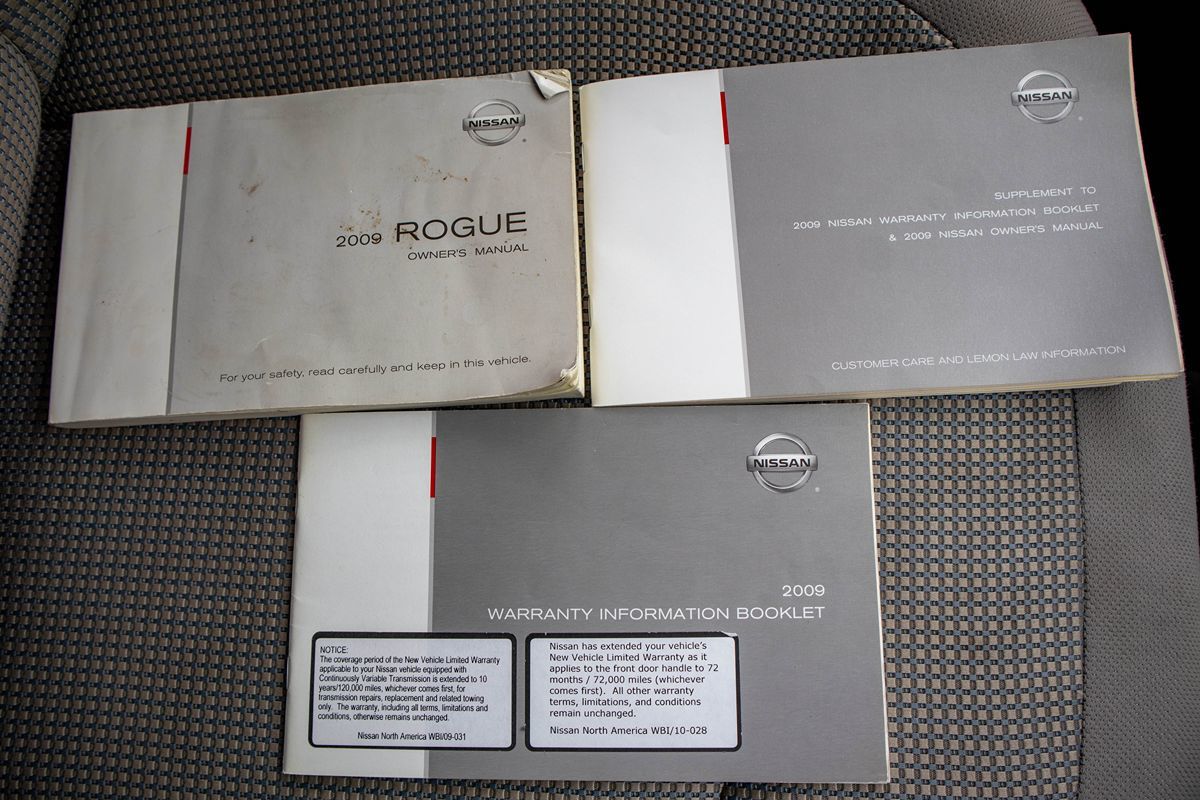 NISSAN
2009 ROGUE
OWNER'S MANUAL
For your safety, read carefully and keep in this vehicle.
NISSAN
SUPPLEMENT TO
2009 NISSAN WARRANTY INFORMATION BOOKLET
& 2009 NISSAN OWNER'S MANUAL
CUSTOMER CARE AND LEMON LAW INFORMATION
NISSAN
2009
WARRANTY INFORMATION BOOKLET
NOTICE:
The coverage period of the New Vehicle Limited Warranty
applicable to your Nissan vehicle equipped with
Continuously Variable Transmission is extended to 10
years/120,000 miles, whichever comes first, for
transmission repairs, replacement and related towing
only. The warranty, including all terms, limitations and
conditions, otherwise remains unchanged.
Nissan North America WBI/09-031
Nissan has extended your vehicle's
New Vehicle Limited Warranty as it
applies to the front door handle to 72
months / 72,000 miles (whichever
comes first). All other warranty
terms, limitations, and conditions
remain unchanged.
Nissan North America WBI/10-028